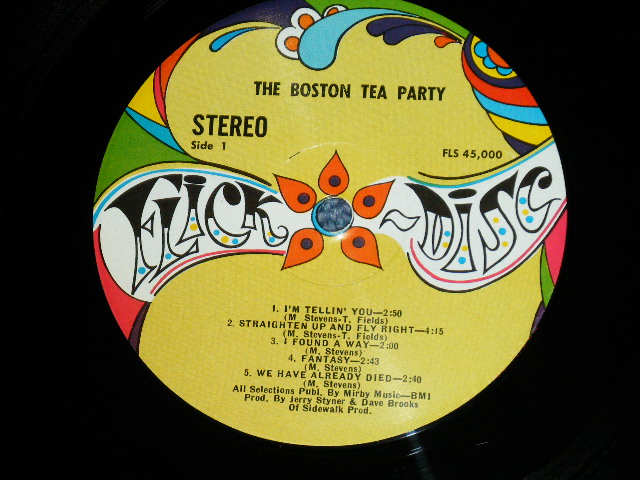 THE BOSTON TEA PARTY
STEREO
Side 1
FLS 45,000
FLICK~DISC
1. I'M TELLIN' YOU—2:50
(M. Stevens-T. Fields)
2. STRAIGHTEN UP AND FLY RIGHT—4:15
(M. Stevens-T. Fields)
3. I FOUND A WAY—2:00
(M. Stevens)
4. FANTASY—2:43
(M. Stevens)
5. WE HAVE ALREADY DIED—2:40
(M. Stevens)
All Selections Publ. By Mirby Music—BMI
Prod. By Jerry Styner & Dave Brooks
Of Sidewalk Prod.